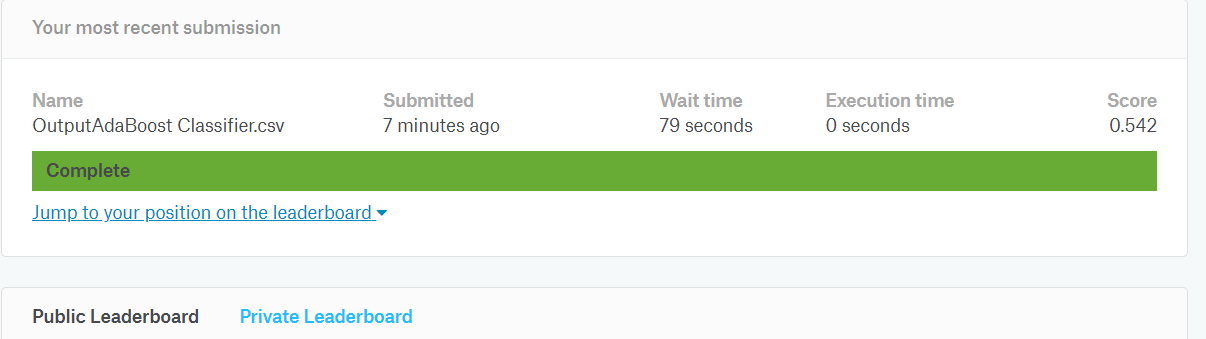 Your most recent submission
Name Submitted Wait time Execution time Score
OutputAdaBoost Classifier.csv 7 minutes ago 79 seconds 0 seconds 0.542
Complete
Jump to your position on the leaderboard
Public Leaderboard Private Leaderboard